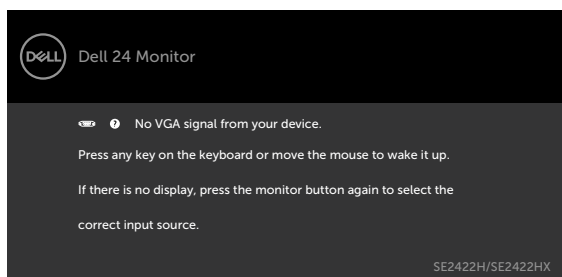 DELL Dell 24 Monitor
? No VGA signal from your device.
Press any key on the keyboard or move the mouse to wake it up.
If there is no display, press the monitor button again to select the
correct input source.
SE2422H/SE2422HX